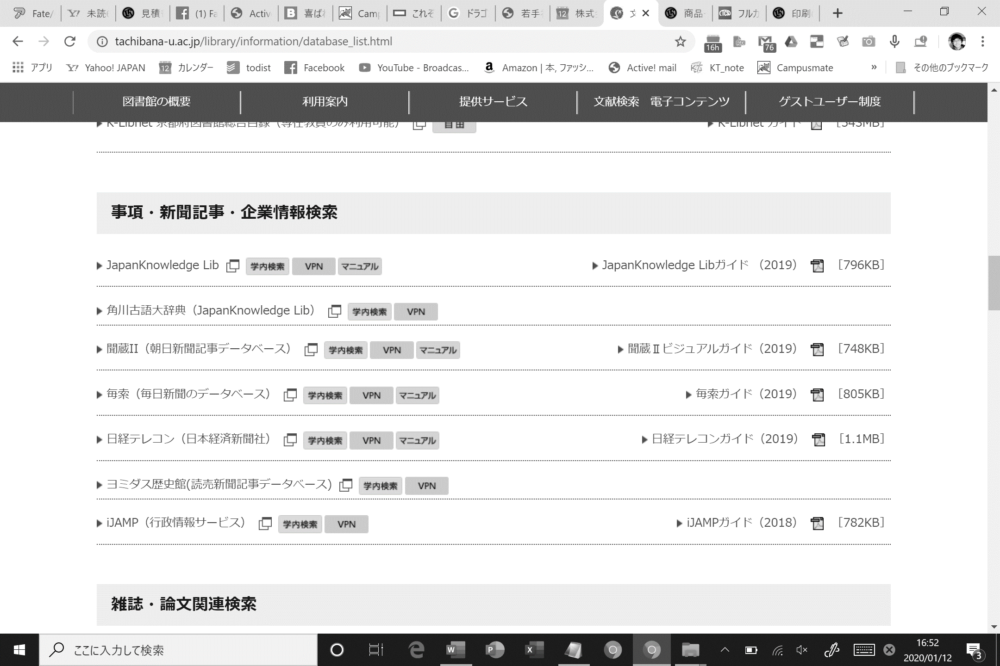 Fate/
未読
見積
(1) Fa
Activ
喜ば
Camp
これぞ
ドラゴ
若手
12
株式
文
商品
フルカ
印刷
tachibana-u.ac.jp/library/information/database_list.html
16h
76
アプリ
Yahoo! JAPAN
12
カレンダー
todist
Facebook
YouTube - Broadcas...
Amazon | 本, ファッシ...
Active! mail
KT_note
Campusmate
»
その他のブックマーク
図書館の概要
利用案内
提供サービス
文献検索　電子コンテンツ
ゲストユーザー制度
K-Libnet 京都府図書館総合目録（専任教員のみ利用可能） 自由 K-Libnet ガイド [543MB]
事項・新聞記事・企業情報検索
JapanKnowledge Lib 学内検索 VPN マニュアル JapanKnowledge Libガイド （2019） [796KB]
角川古語大辞典（JapanKnowledge Lib） 学内検索 VPN
聞蔵II（朝日新聞記事データベース） 学内検索 VPN マニュアル 聞蔵Ⅱビジュアルガイド（2019） [748KB]
毎索（毎日新聞のデータベース） 学内検索 VPN マニュアル 毎索ガイド（2019） [805KB]
日経テレコン（日本経済新聞社） 学内検索 VPN マニュアル 日経テレコンガイド（2019） [1.1MB]
ヨミダス歴史館(読売新聞記事データベース) 学内検索 VPN
iJAMP（行政情報サービス） 学内検索 VPN iJAMPガイド（2018） [782KB]
雑誌・論文関連検索
ここに入力して検索
16:52
2020/01/12
3